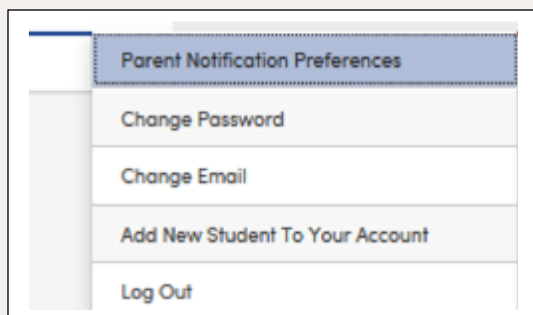 Parent Notification Preferences
Change Password
Change Email
Add New Student To Your Account
Log Out